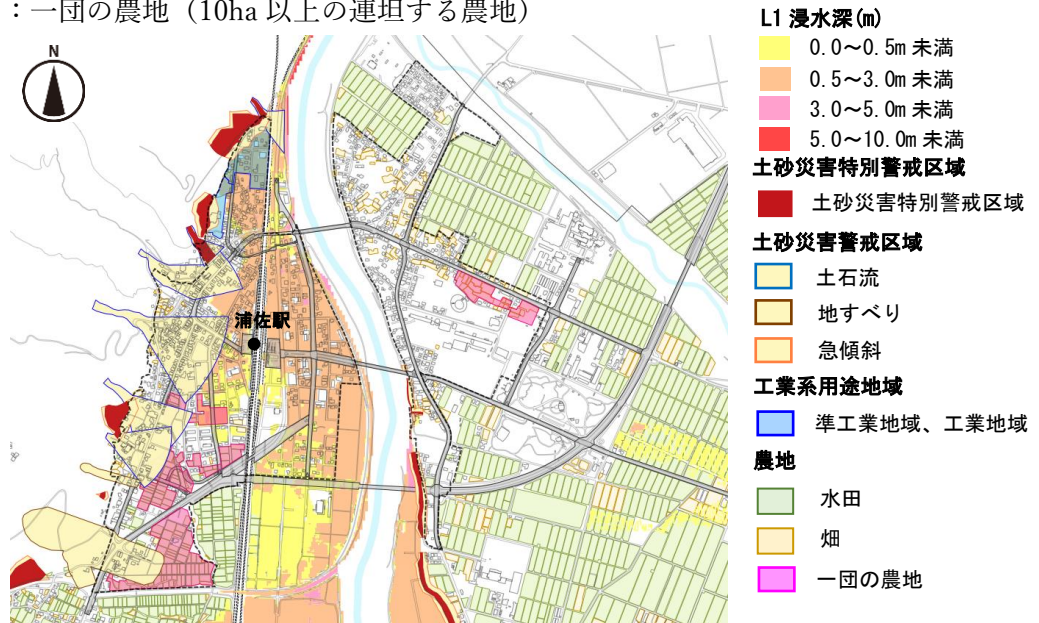 ：一団の農地（10ha 以上の連坦する農地）
N
浦佐駅
L1 浸水深(m)
0.0～0.5m 未満
0.5～3.0m 未満
3.0～5.0m 未満
5.0～10.0m 未満
土砂災害特別警戒区域
土砂災害特別警戒区域
土砂災害警戒区域
土石流
地すべり
急傾斜
工業系用途地域
準工業地域、工業地域
農地
水田
畑
一団の農地